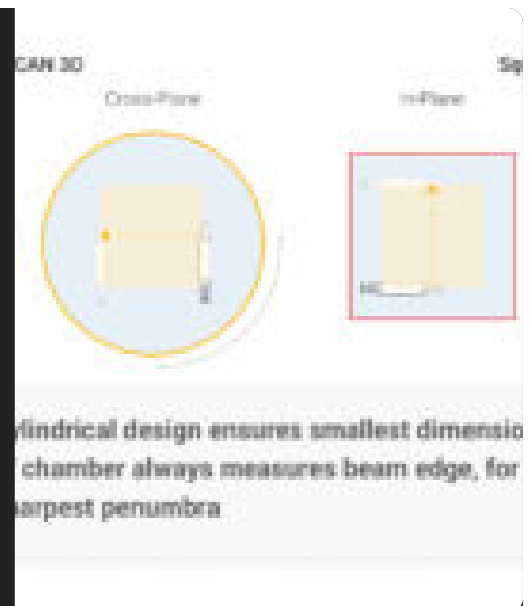 CAN 3D
Sq
Cross-Plane
In-Plane
ylindrical design ensures smallest dimensio
chamber always measures beam edge, for
arpest penumbra